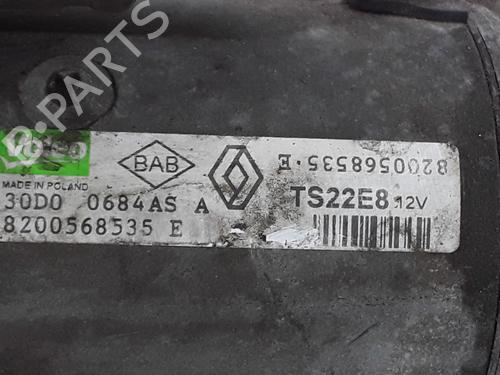 Valeo
BAB
8200568535·E
MADE IN POLAND
30D0 0684AS A
TS22E8 12V
8200568535 E
B-PARTS